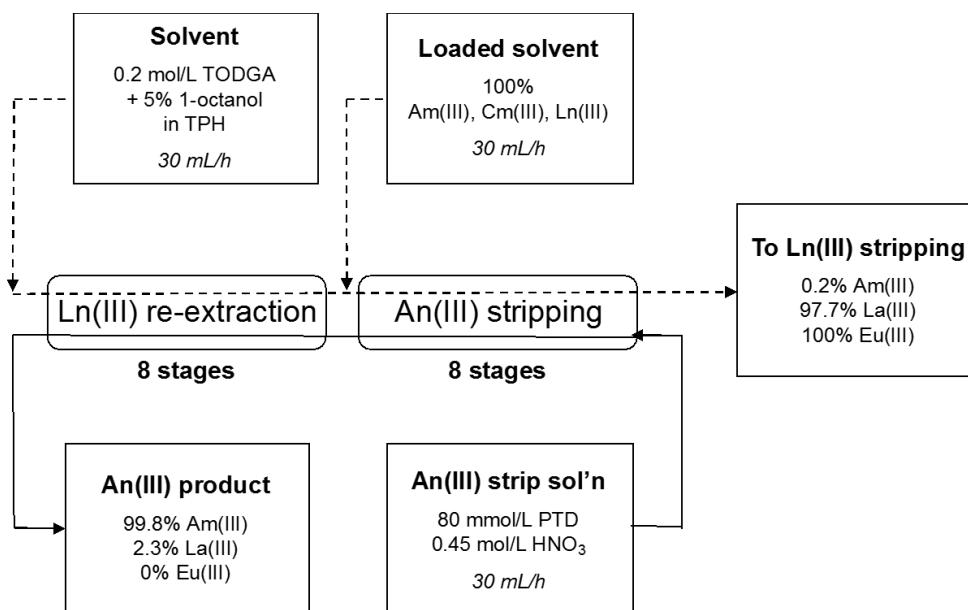 Solvent
0.2 mol/L TODGA
+ 5% 1-octanol
in TPH
30 mL/h
Loaded solvent
100%
Am(III), Cm(III), Ln(III)
30 mL/h
To Ln(III) stripping
0.2% Am(III)
97.7% La(III)
100% Eu(III)
Ln(III) re-extraction
8 stages
An(III) stripping
8 stages
An(III) product
99.8% Am(III)
2.3% La(III)
0% Eu(III)
An(III) strip sol'n
80 mmol/L PTD
0.45 mol/L HNO₃
30 mL/h